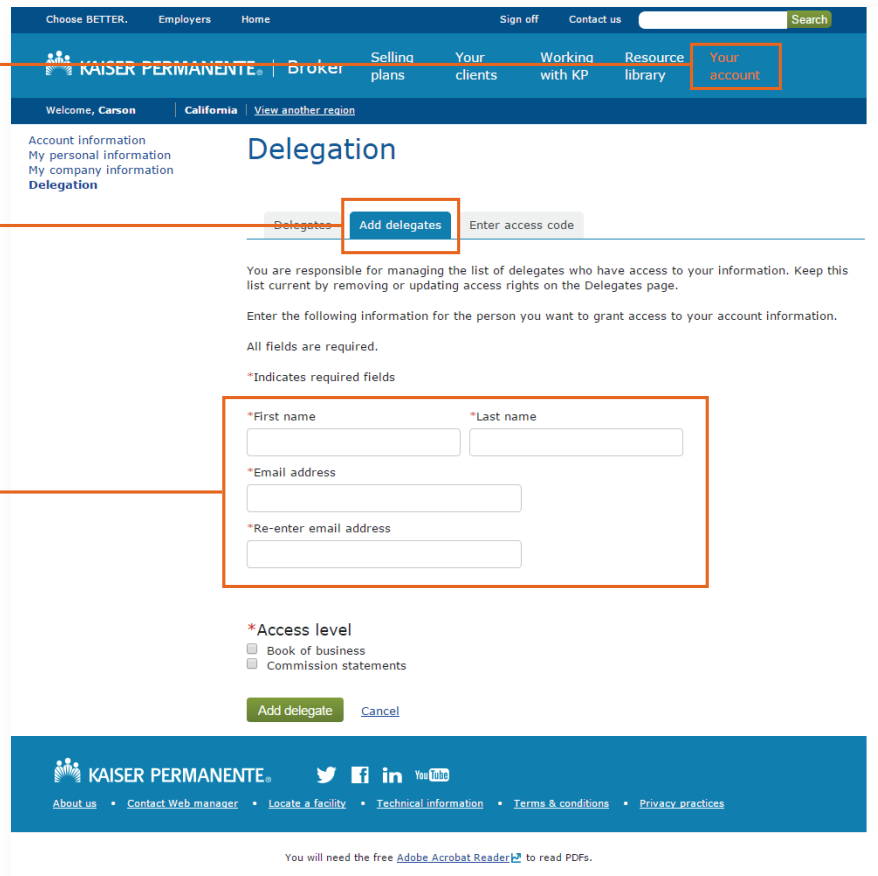 Choose BETTER. Employers Home Sign off Contact us Search
KAISER PERMANENTE® | Broker
Selling plans
Your clients
Working with KP
Resource library
Your account
Welcome, Carson California View another region
Account information
My personal information
My company information
Delegation
Delegation
Delegates Add delegates Enter access code
You are responsible for managing the list of delegates who have access to your information. Keep this
list current by removing or updating access rights on the Delegates page.
Enter the following information for the person you want to grant access to your account information.
All fields are required.
*Indicates required fields
*First name *Last name
*Email address
*Re-enter email address
*Access level
Book of business
Commission statements
Add delegate Cancel
KAISER PERMANENTE® You Tube
About us • Contact Web manager • Locate a facility • Technical information • Terms & conditions • Privacy practices
You will need the free Adobe Acrobat Reader to read PDFs.